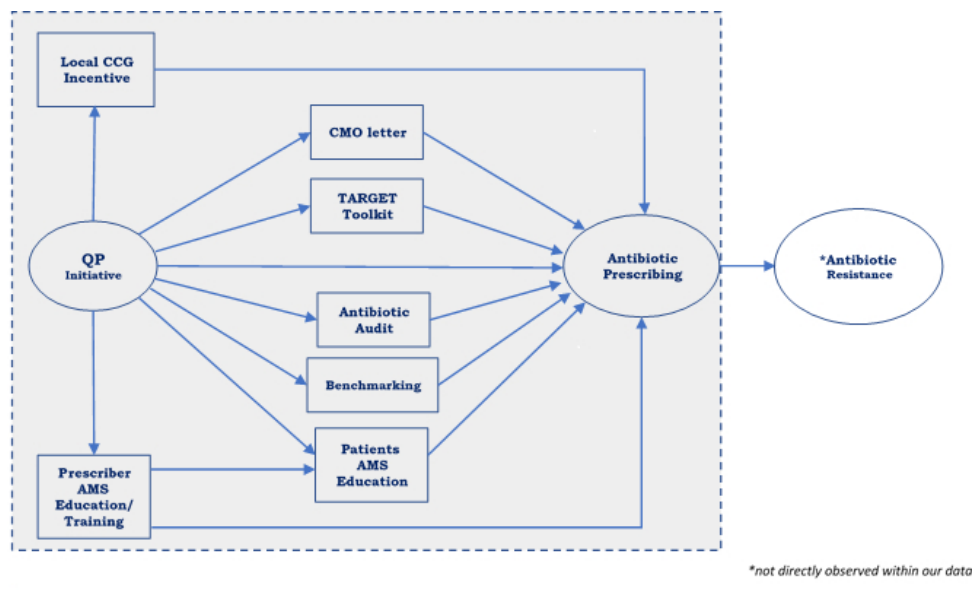 Local CCG
Incentive
CMO letter
TARGET
Toolkit
QP
Initiative
Antibiotic
Prescribing
*Antibiotic
Resistance
Antibiotic
Audit
Benchmarking
Patients
AMS
Education
Prescriber
AMS
Education/
Training
*not directly observed within our data